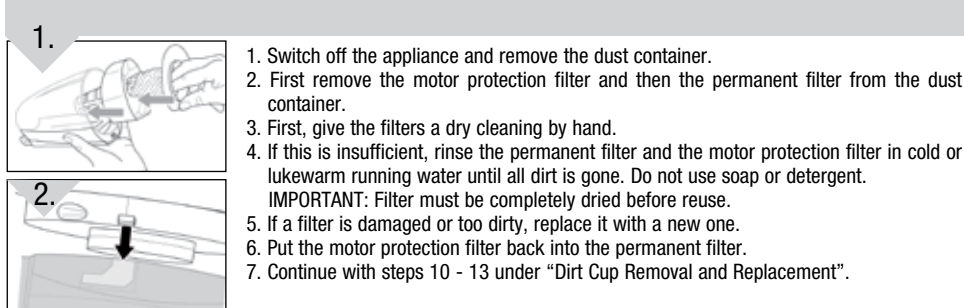 1.
1. Switch off the appliance and remove the dust container.
2. First remove the motor protection filter and then the permanent filter from the dust
container.
3. First, give the filters a dry cleaning by hand.
4. If this is insufficient, rinse the permanent filter and the motor protection filter in cold or
lukewarm running water until all dirt is gone. Do not use soap or detergent.
IMPORTANT: Filter must be completely dried before reuse.
2.
5. If a filter is damaged or too dirty, replace it with a new one.
6. Put the motor protection filter back into the permanent filter.
7. Continue with steps 10 - 13 under “Dirt Cup Removal and Replacement”.